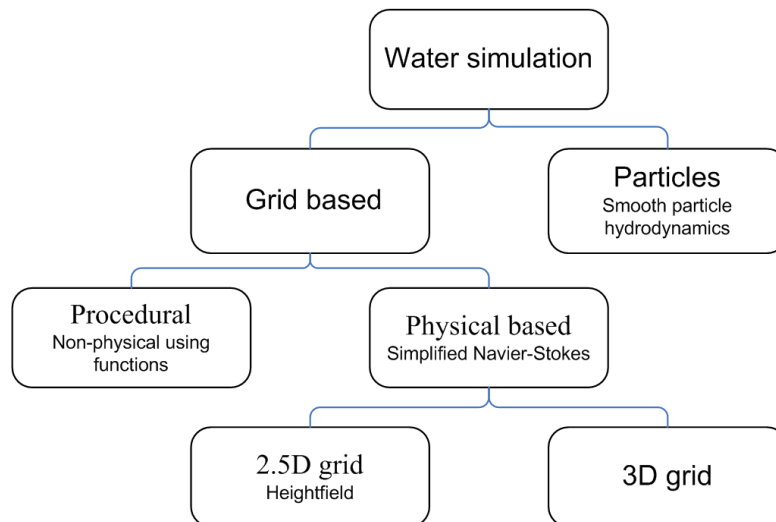 Water simulation
Grid based
Particles
Smooth particle
hydrodynamics
Procedural
Non-physical using
functions
Physical based
Simplified Navier-Stokes
2.5D grid
Heightfield
3D grid